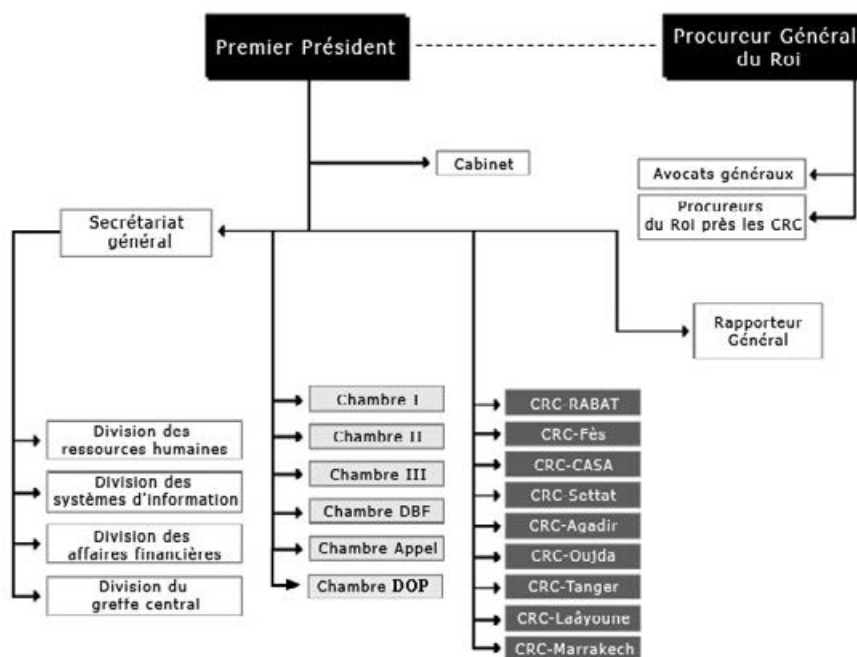 Premier Président
Procureur Général
du Roi
Cabinet
Avocats généraux
Procureurs
du Roi près les CRC
Secrétariat
général
Rapporteur
Général
Division des
ressources humaines
Division des
systèmes d'information
Division des
affaires financières
Division du
greffe central
Chambre I
Chambre II
Chambre III
Chambre DBF
Chambre Appel
Chambre DOP
CRC-RABAT
CRC-Fès
CRC-CASA
CRC-Settat
CRC-Agadir
CRC-Oujda
CRC-Tanger
CRC-Laâyoune
CRC-Marrakech